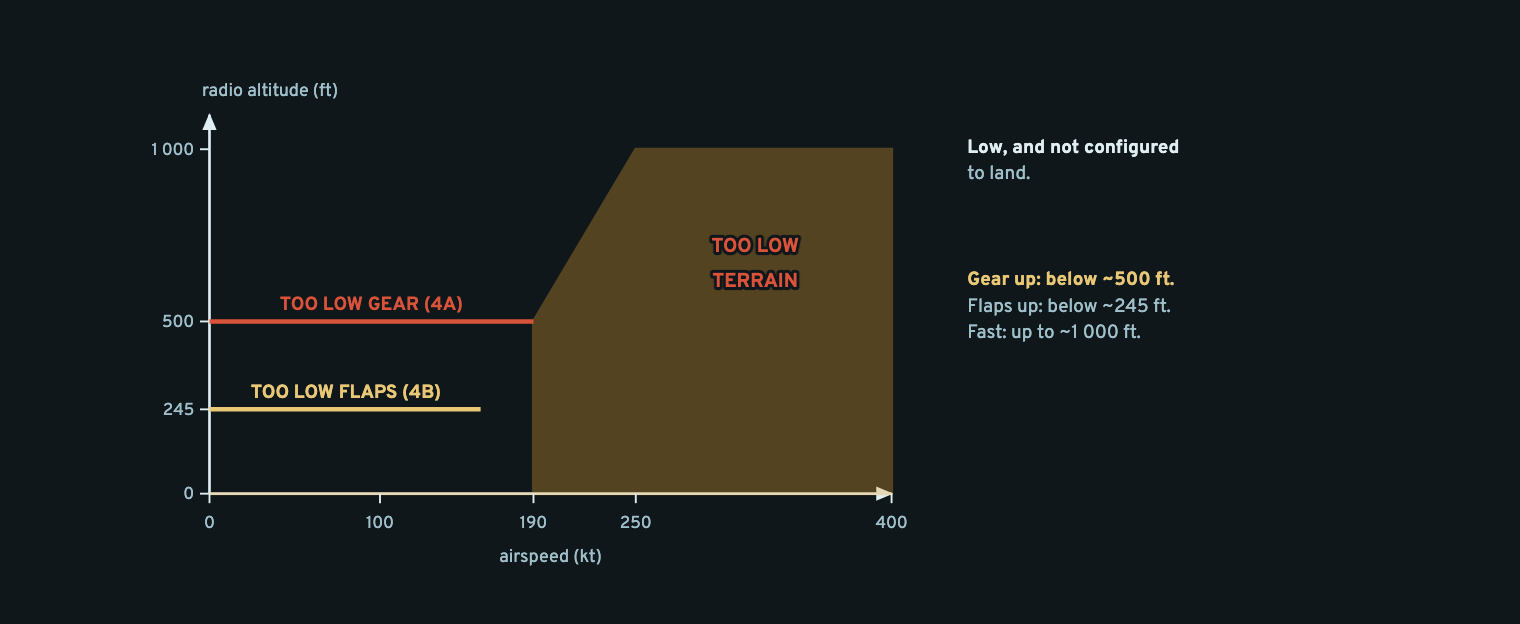 radio altitude (ft)
1 000
Low, and not configured
to land.
TOO LOW
TERRAIN
Gear up: below ~500 ft.
Flaps up: below ~245 ft.
Fast: up to ~1 000 ft.
TOO LOW GEAR (4A)
500
TOO LOW FLAPS (4B)
245
0
0 100 190 250 400
airspeed (kt)